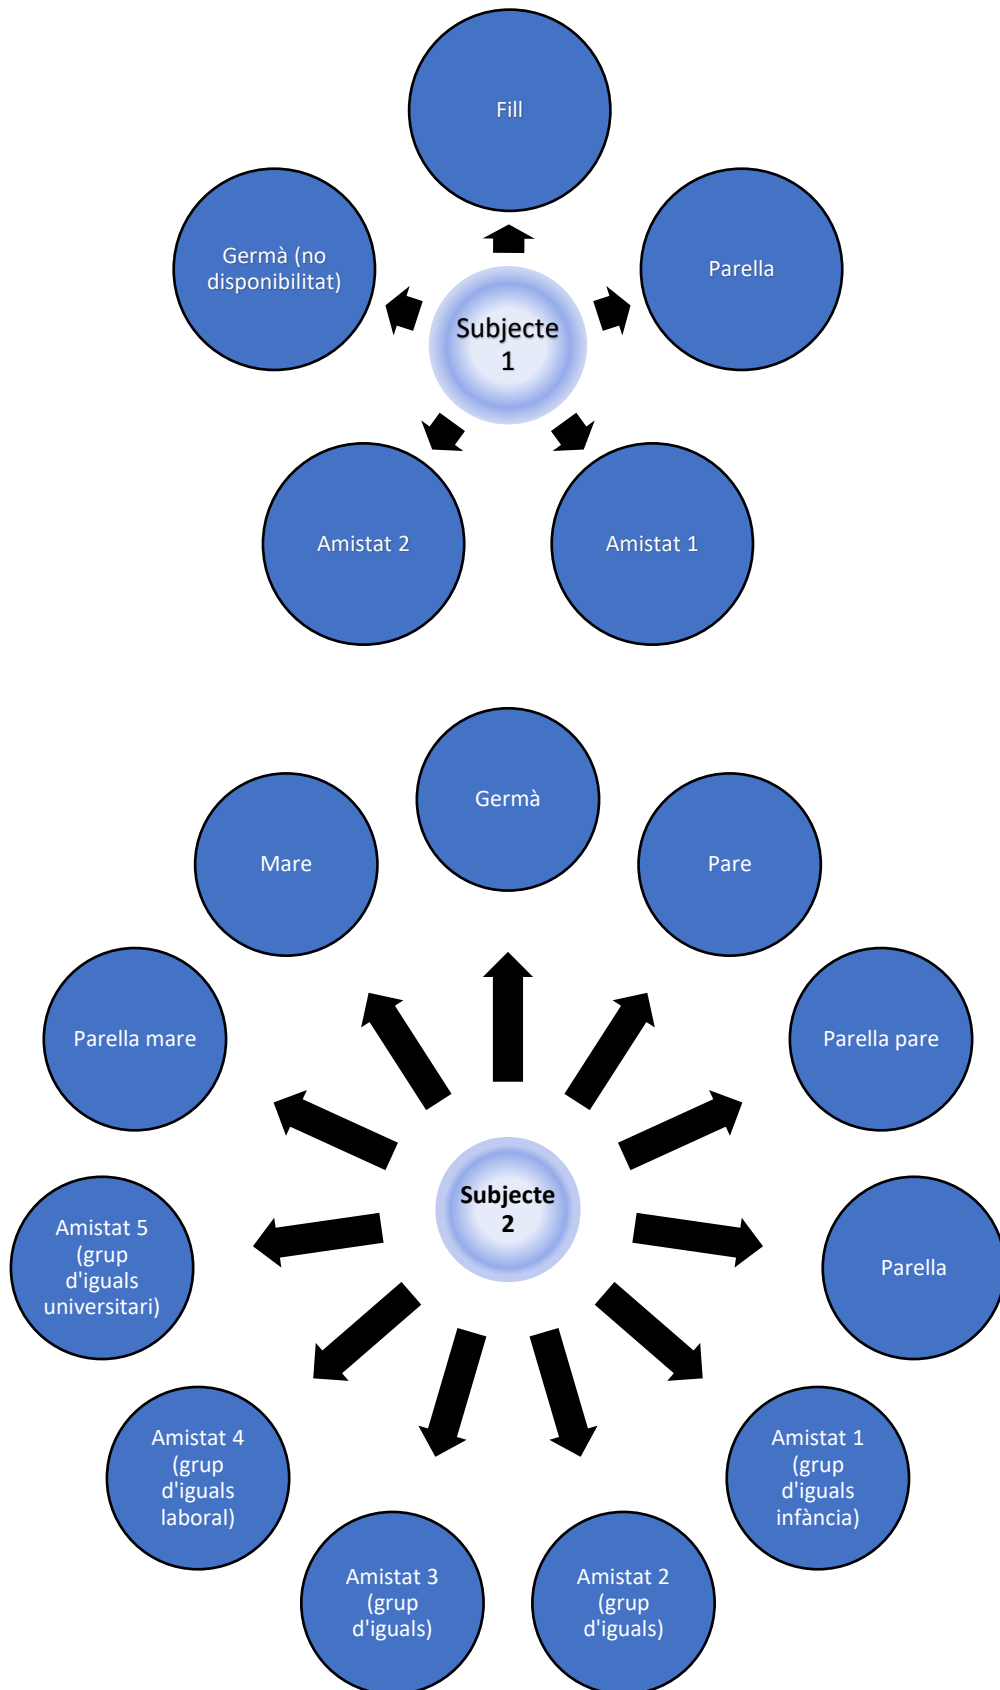 Fill
Germà (no
disponibilitat)
Parella
Subjecte
1
Amistat 2
Amistat 1
Germà
Mare
Pare
Parella mare
Parella pare
Subjecte
2
Amistat 5
(grup
d'iguals
universitari)
Parella
Amistat 4
(grup
d'iguals
laboral)
Amistat 1
(grup
d'iguals
infància)
Amistat 3
(grup
d'iguals)
Amistat 2
(grup
d'iguals)